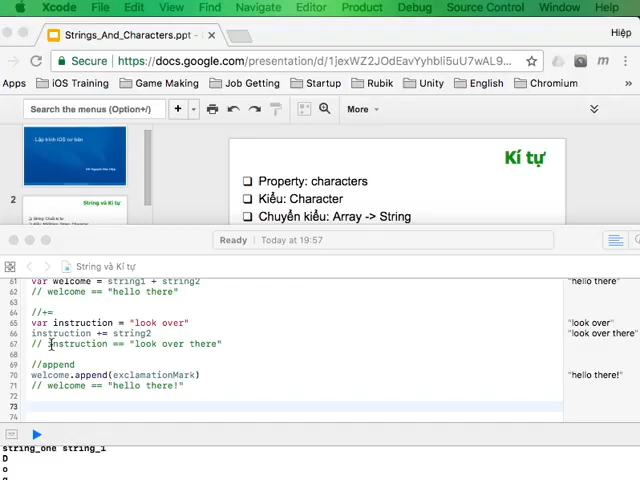 Xcode File Edit View Find Navigate Editor Product Debug Source Control Window Help
Strings_And_Characters.ppt - Hiệp
Secure https://docs.google.com/presentation/d/1jexWZ2JOdEavYyhbli5uU7wAL9...
Apps iOS Training Game Making Job Getting Startup Rubik Unity English Chromium
Search the menus (Option+/) More
Lập trình iOS cơ bản
Kí tự
Property: characters
2
String và Kí tự
Kiểu: Character
Chuyển kiểu: Array -> String
Ready Today at 19:57
String và Kí tự
61 var welcome = string1 + string2 "hello there"
62 // welcome == "hello there"
63
64 //+=
65 var instruction = "look over" "look over"
66 instruction += string2 "look over there"
67 // instruction == "look over there"
68
69 //append
70 welcome.append(exclamationMark) "hello there!"
71 // welcome == "hello there!"
72
73
74
string_one string_1
D
o